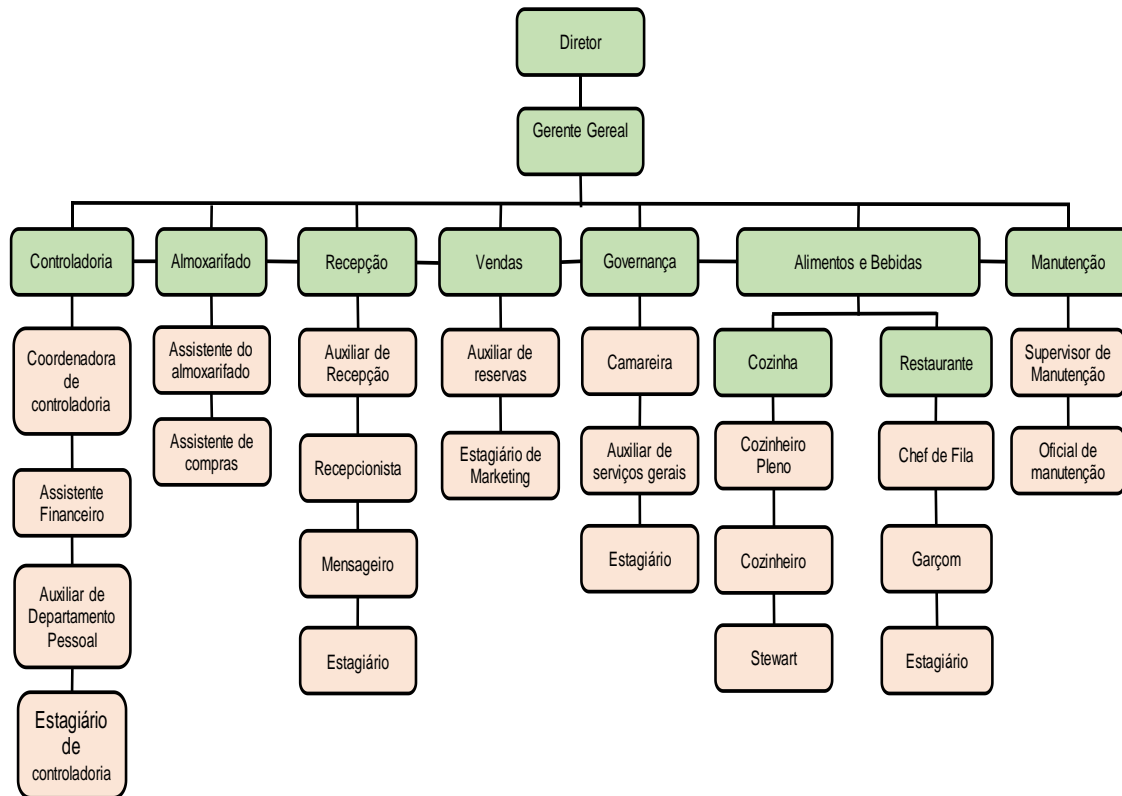 Diretor
Gerente Gereal
Controladoria
Almoxarifado
Recepção
Vendas
Governança
Alimentos e Bebidas
Manutenção
Coordenadora
de
controladoria
Assistente
Financeiro
Auxiliar de
Departamento
Pessoal
Estagiário
de
controladoria
Assistente do
almoxarifado
Assistente de
compras
Auxiliar de
Recepção
Recepcionista
Mensageiro
Estagiário
Auxiliar de
reservas
Estagiário de
Marketing
Camareira
Auxiliar de
serviços gerais
Estagiário
Cozinha
Cozinheiro
Pleno
Cozinheiro
Stewart
Restaurante
Chef de Fila
Garçom
Estagiário
Supervisor de
Manutenção
Oficial de
manutenção